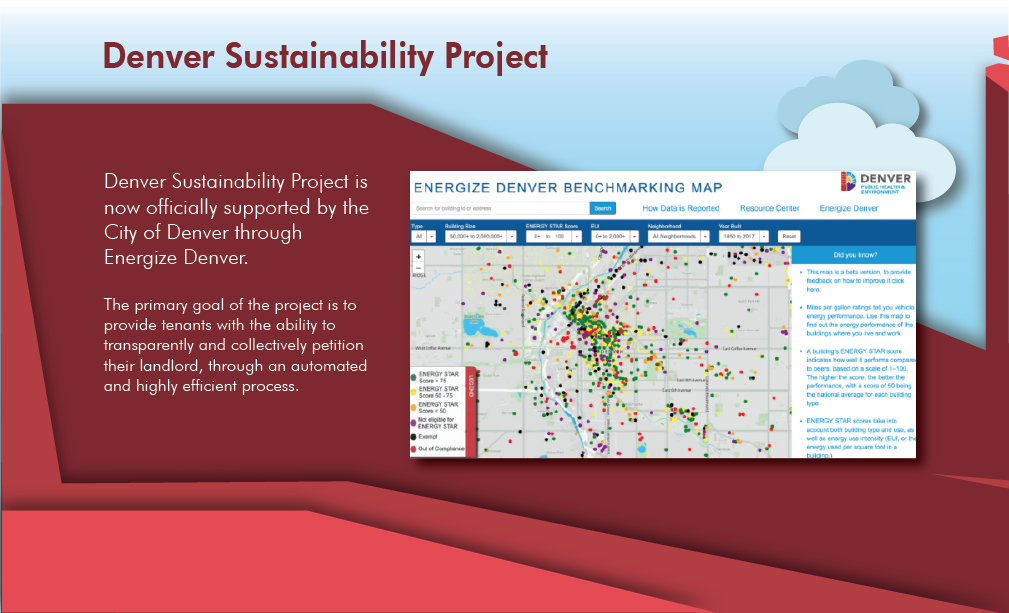 Denver Sustainability Project
Denver Sustainability Project is
now officially supported by the
City of Denver through
Energize Denver.
The primary goal of the project is to
provide tenants with the ability to
transparently and collectively petition
their landlord, through an automated
and highly efficient process.
ENERGIZE DENVER BENCHMARKING MAP
DENVER
PUBLIC HEALTH &
ENVIRONMENT
Search for building id or address
Search
How Data is Reported
Resource Center
Energize Denver
Type
Building Size
ENERGY STAR Score
EUI
Neighborhood
Year Built
All
50,000+ to 2,000,000+
0+ to 100
0+ to 2,000+
All Neighborhoods
1850 to 2017
Reset
+
−
Did you know?
• This map is a beta version, to provide
feedback on how to improve it click
here.
• Miles per gallon ratings tell you vehicle
energy performance. Use this map to
find out the energy performance of the
buildings where you live and work.
• A building's ENERGY STAR score
indicates how well it performs compare
to peers, based on a scale of 1–100.
The higher the score, the better the
performance, with a score of 50 being
the national average for each building
type.
• ENERGY STAR scores take into
account both building type and use, as
well as energy use intensity (EUI, or the
energy used per square foot in a
building.)
LEGEND
ENERGY STAR
Score > 75
ENERGY STAR
Score 50 - 75
ENERGY STAR
Score < 50
Not eligible for
ENERGY STAR
Exempt
Out of Compliance